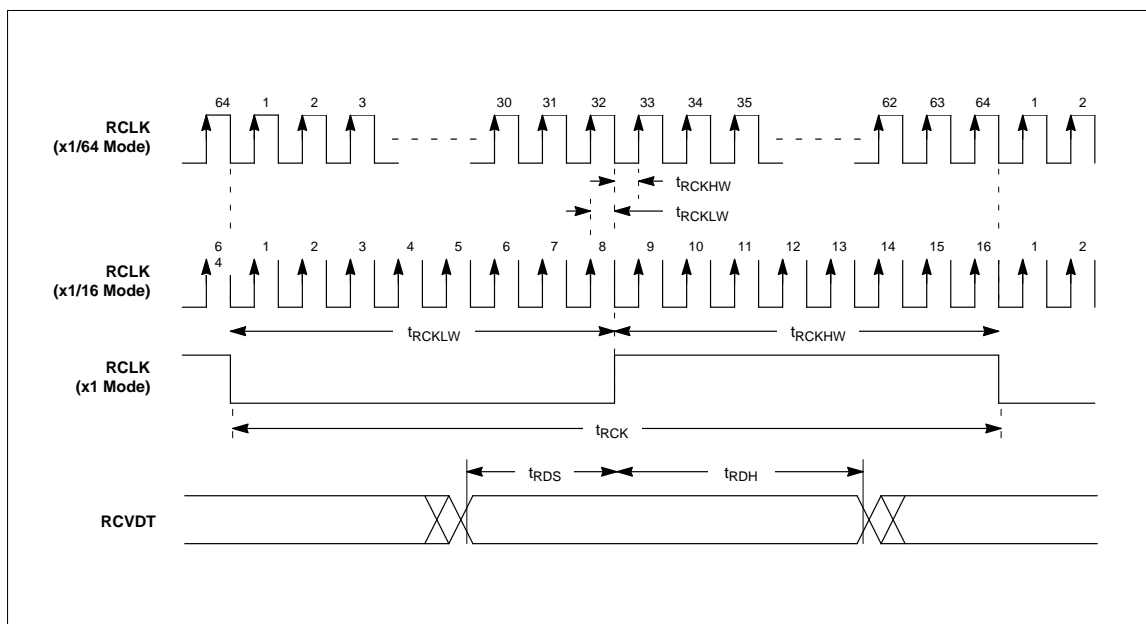 64 1 2 3 30 31 32 33 34 35 62 63 64 1 2
RCLK
(x1/64 Mode)
tRCKHW
tRCKLW
6 1 2 3 4 5 6 7 8 9 10 11 12 13 14 15 16 1 2
4
RCLK
(x1/16 Mode)
tRCKLW tRCKHW
RCLK
(x1 Mode)
tRCK
tRDS tRDH
RCVDT